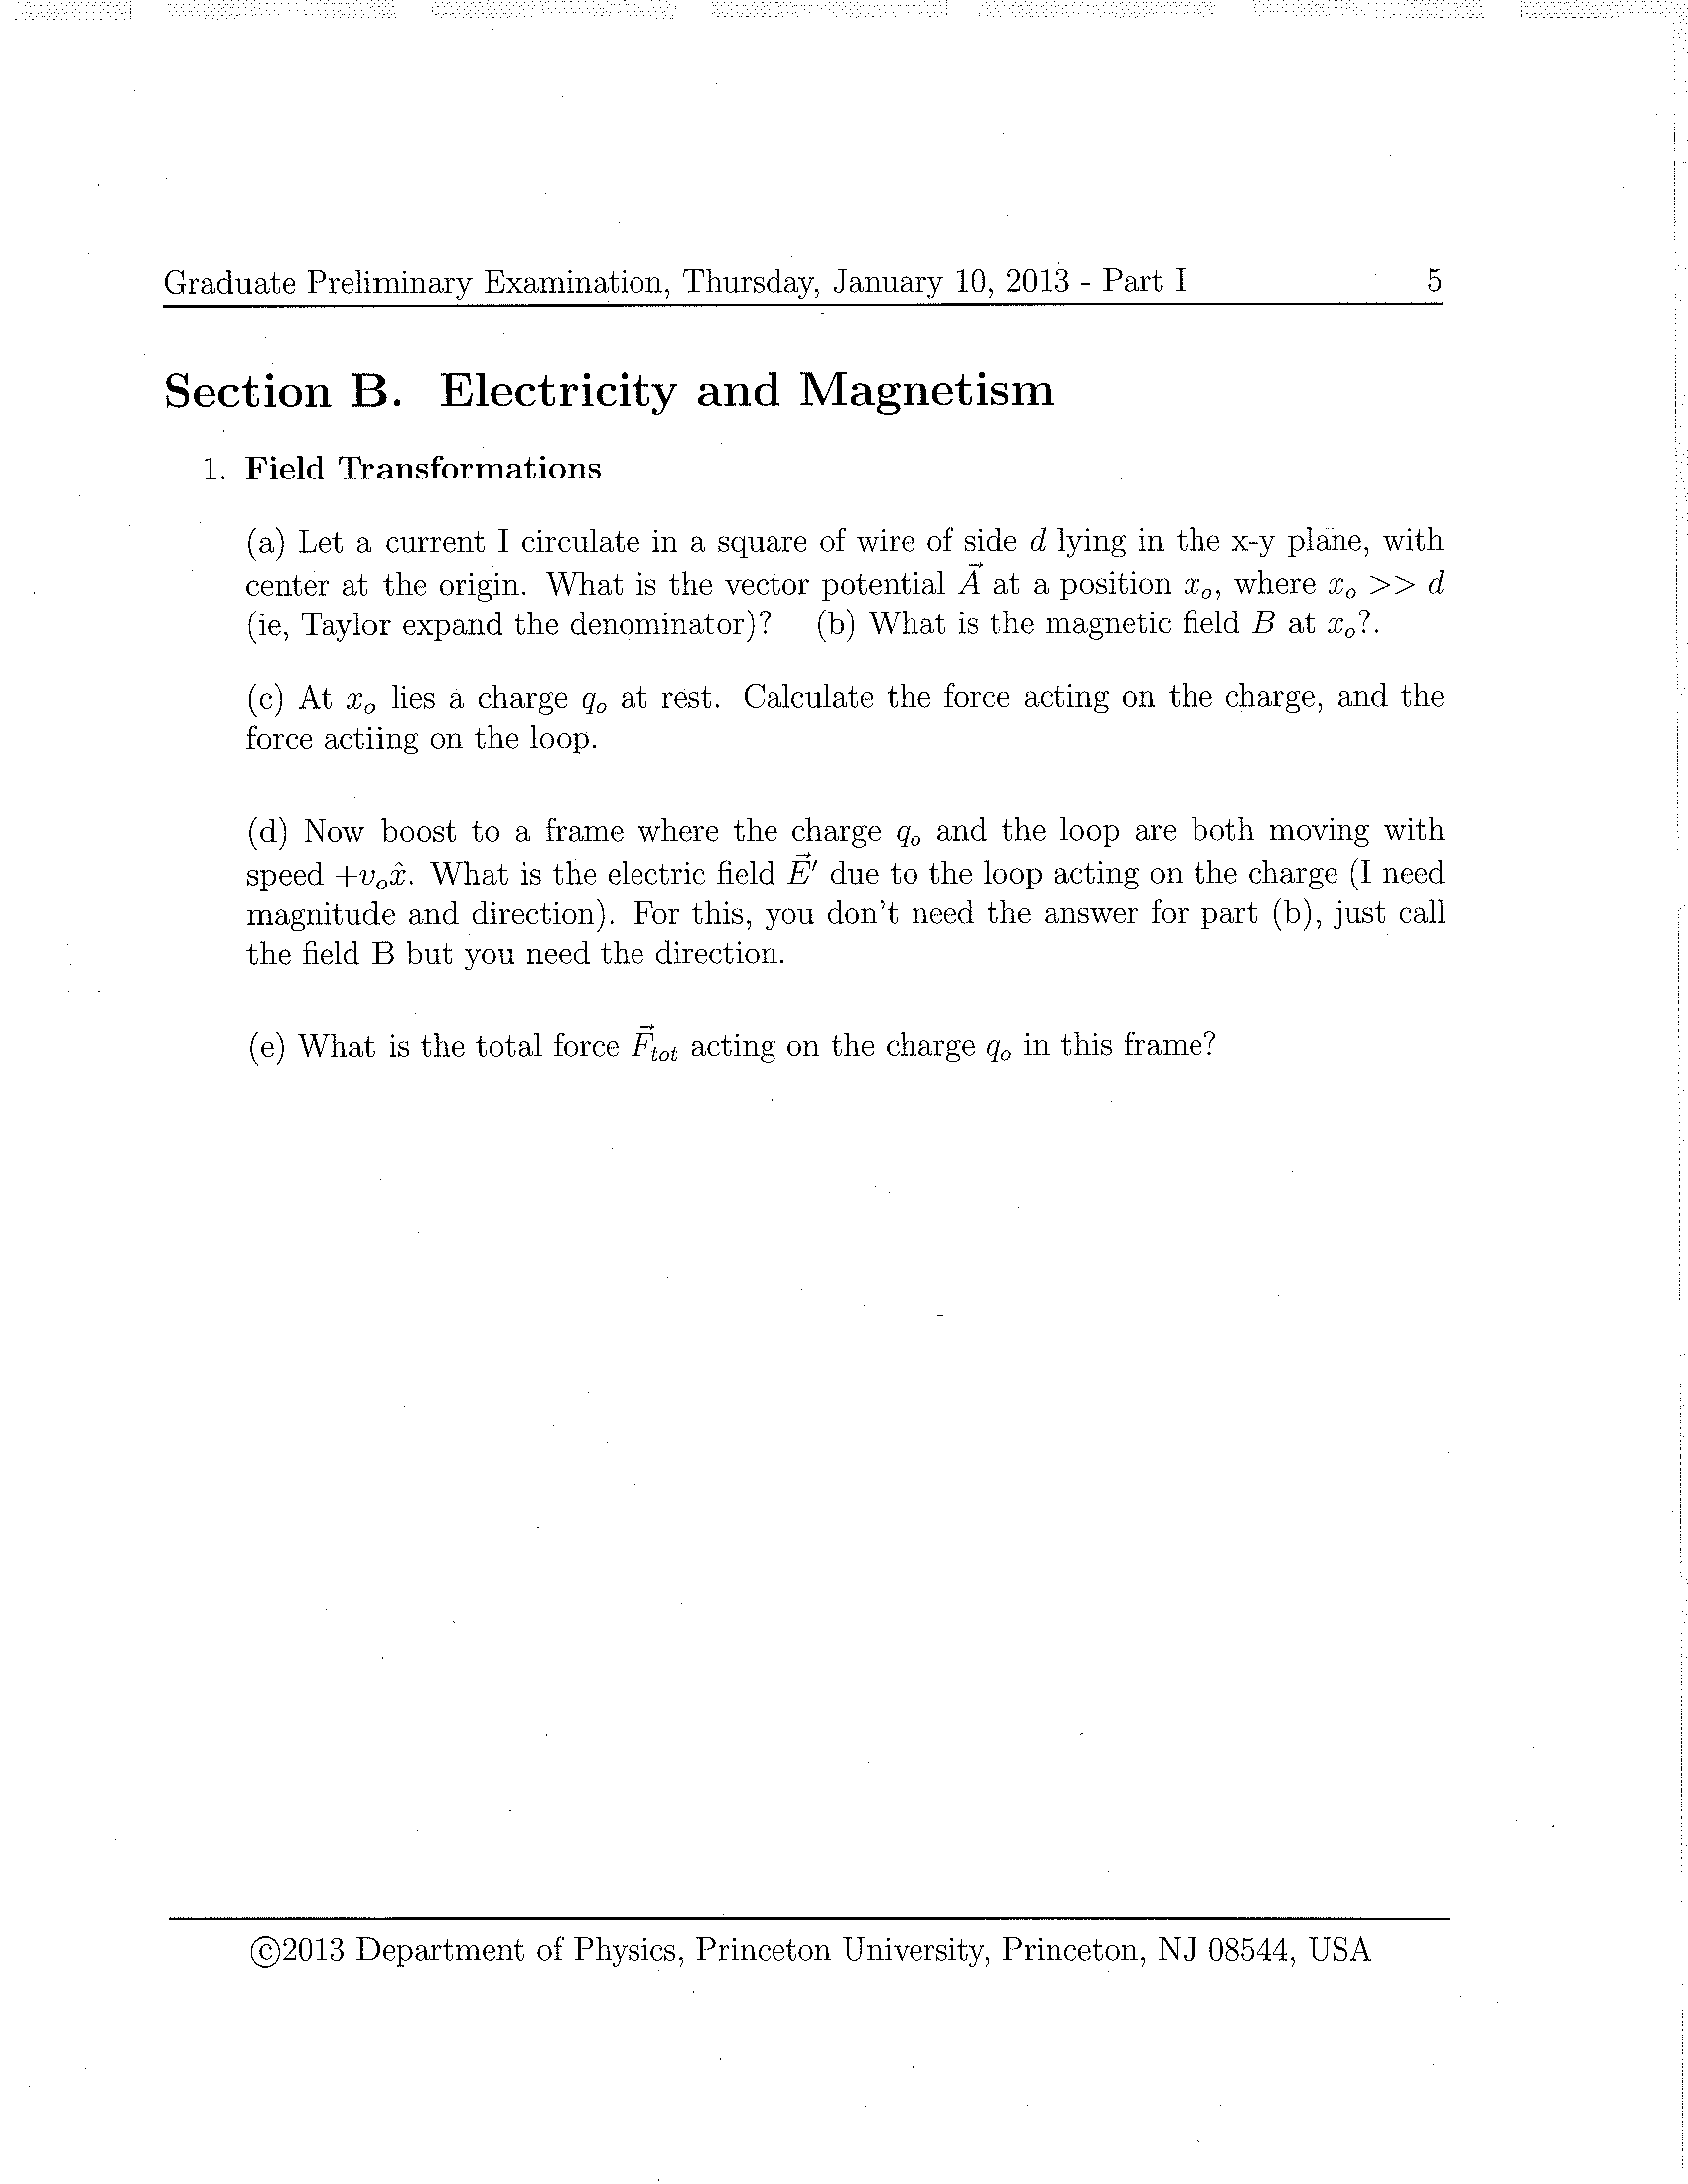 Graduate Preliminary Examination, Thursday, January 10, 2013 - Part I 5
Section B. Electricity and Magnetism
1. Field Transformations
(a) Let a current I circulate in a square of wire of side d lying in the x-y plane, with
center at the origin. What is the vector potential $\vec{A}$ at a position $x_o$, where $x_o$ >> d
(ie, Taylor expand the denominator)? (b) What is the magnetic field B at $x_o$?.
(c) At $x_o$ lies a charge $q_o$ at rest. Calculate the force acting on the charge, and the
force actiing on the loop.
(d) Now boost to a frame where the charge $q_o$ and the loop are both moving with
speed $+v_o\hat{x}$. What is the electric field $\vec{E}'$ due to the loop acting on the charge (I need
magnitude and direction). For this, you don't need the answer for part (b), just call
the field B but you need the direction.
(e) What is the total force $\vec{F}_{tot}$ acting on the charge $q_o$ in this frame?
©2013 Department of Physics, Princeton University, Princeton, NJ 08544, USA